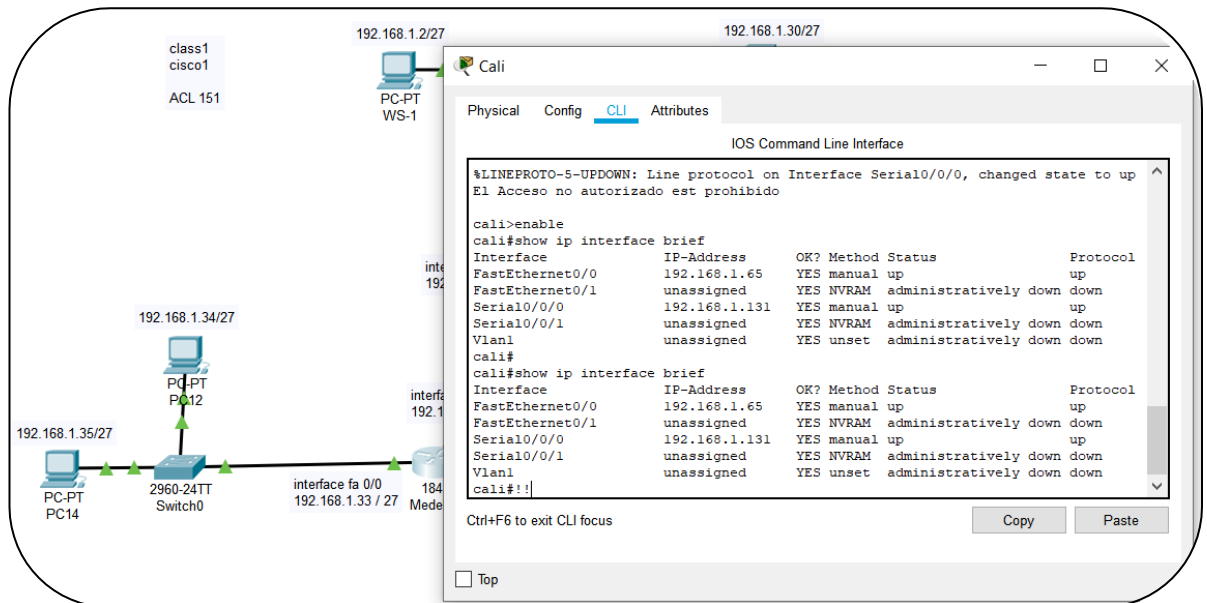 192.168.1.2/27
192.168.1.30/27
class1
cisco1
ACL 151
PC-PT
WS-1
192.168.1.34/27
PC-PT
PC12
192.168.1.35/27
PC-PT
PC14
2960-24TT
Switch0
interface fa 0/0
192.168.1.33 / 27
Cali
Physical Config CLI Attributes
IOS Command Line Interface
%LINEPROTO-5-UPDOWN: Line protocol on Interface Serial0/0/0, changed state to up
El Acceso no autorizado est prohibido
cali>enable
cali#show ip interface brief
Interface IP-Address OK? Method Status Protocol
FastEthernet0/0 192.168.1.65 YES manual up up
FastEthernet0/1 unassigned YES NVRAM administratively down down
Serial0/0/0 192.168.1.131 YES manual up up
Serial0/0/1 unassigned YES NVRAM administratively down down
Vlan1 unassigned YES unset administratively down down
cali#
cali#show ip interface brief
Interface IP-Address OK? Method Status Protocol
FastEthernet0/0 192.168.1.65 YES manual up up
FastEthernet0/1 unassigned YES NVRAM administratively down down
Serial0/0/0 192.168.1.131 YES manual up up
Serial0/0/1 unassigned YES NVRAM administratively down down
Vlan1 unassigned YES unset administratively down down
cali#!!
Ctrl+F6 to exit CLI focus
Copy Paste
Top